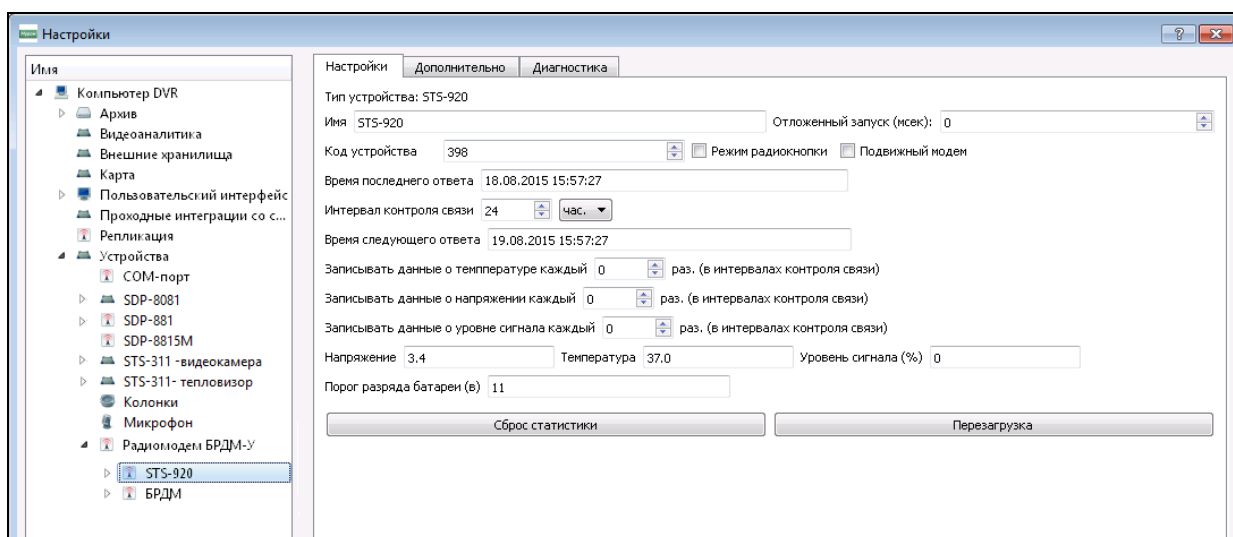 Настройки
Имя
Компьютер DVR
Архив
Видеоаналитика
Внешние хранилища
Карта
Пользовательский интерфейс
Проходные интеграции со с...
Репликация
Устройства
COM-порт
SDP-8081
SDP-881
SDP-8815M
STS-311 -видеокамера
STS-311- тепловизор
Колонки
Микрофон
Радиомодем БРДМ-У
STS-920
БРДМ
Настройки Дополнительно Диагностика
Тип устройства: STS-920
Имя STS-920 Отложенный запуск (мсек): 0
Код устройства 398 Режим радиокнопки Подвижный модем
Время последнего ответа 18.08.2015 15:57:27
Интервал контроля связи 24 час.
Время следующего ответа 19.08.2015 15:57:27
Записывать данные о темппературе каждый 0 раз. (в интервалах контроля связи)
Записывать данные о напряжении каждый 0 раз. (в интервалах контроля связи)
Записывать данные о уровне сигнала каждый 0 раз. (в интервалах контроля связи)
Напряжение 3.4 Температура 37.0 Уровень сигнала (%) 0
Порог разряда батареи (в) 11
Сброс статистики Перезагрузка